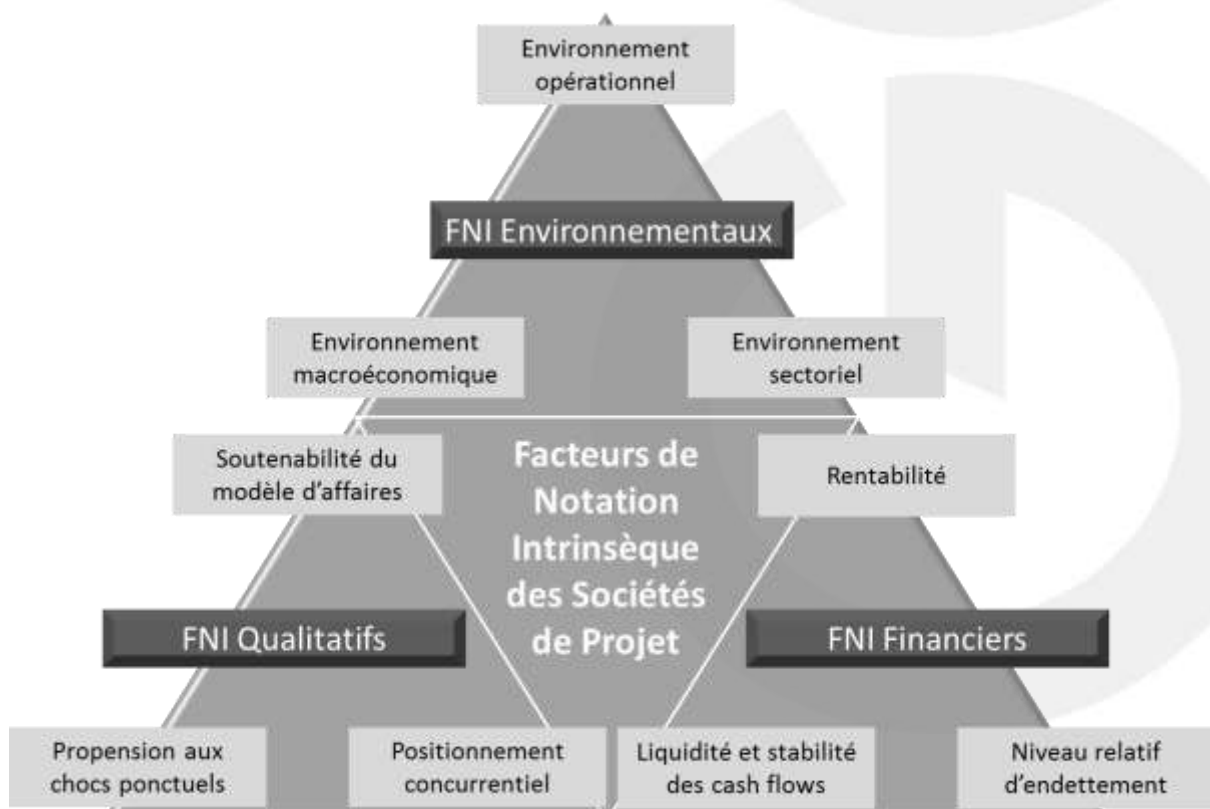 Environnement
opérationnel
FNI Environnementaux
Environnement
macroéconomique
Environnement
sectoriel
Soutenabilité du
modèle d'affaires
Facteurs de
Notation
Intrinsèque
des Sociétés
de Projet
Rentabilité
FNI Qualitatifs
FNI Financiers
Propension aux
chocs ponctuels
Positionnement
concurrentiel
Liquidité et stabilité
des cash flows
Niveau relatif
d'endettement